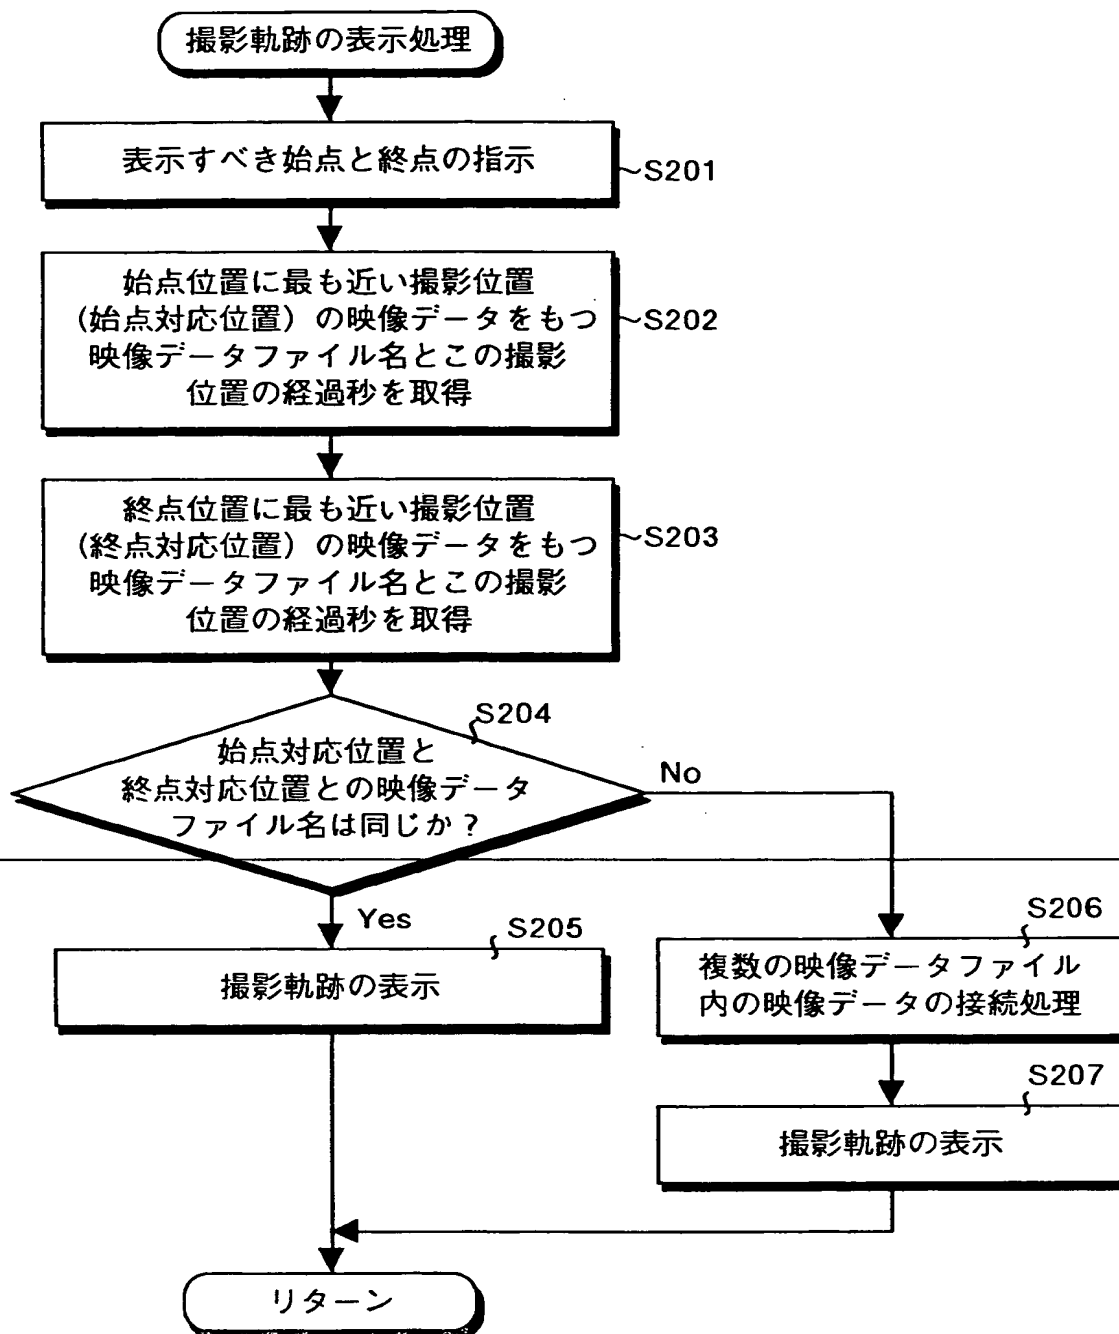 撮影軌跡の表示処理
表示すべき始点と終点の指示
S201
始点位置に最も近い撮影位置
(始点対応位置)の映像データをもつ
映像データファイル名とこの撮影
位置の経過秒を取得
S202
終点位置に最も近い撮影位置
(終点対応位置)の映像データをもつ
映像データファイル名とこの撮影
位置の経過秒を取得
S203
S204
始点対応位置と
終点対応位置との映像データ
ファイル名は同じか?
No
Yes
S205
撮影軌跡の表示
S206
複数の映像データファイル
内の映像データの接続処理
S207
撮影軌跡の表示
リターン